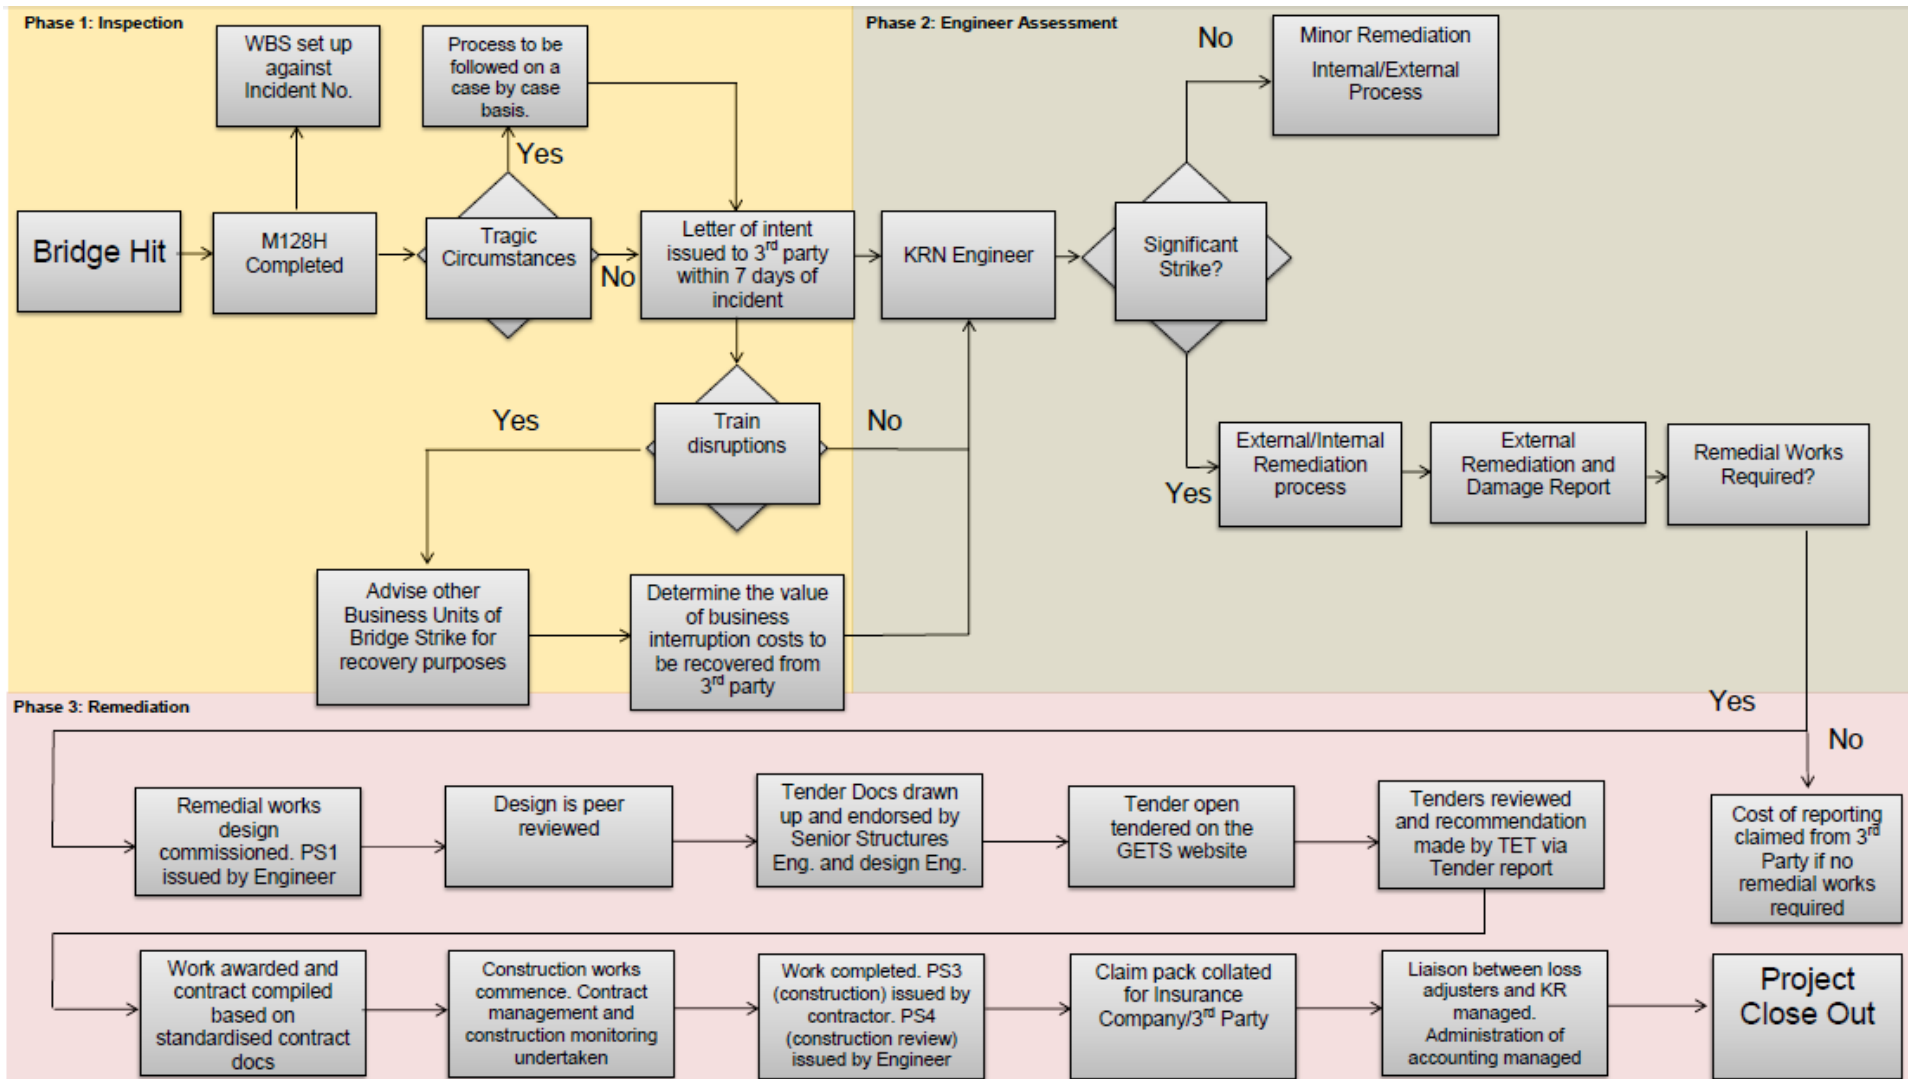 Phase 1: Inspection
WBS set up
against
Incident No.
Process to be
followed on a
case by case
basis.
Yes
Bridge Hit
M128H
Completed
Tragic
Circumstances
No
Letter of intent
issued to 3rd party
within 7 days of
incident
Train
disruptions
Yes
No
Advise other
Business Units of
Bridge Strike for
recovery purposes
Determine the value
of business
interruption costs to
be recovered from
3rd party
Phase 2: Engineer Assessment
No
Minor Remediation
Internal/External
Process
KRN Engineer
Significant
Strike?
Yes
External/Internal
Remediation
process
External
Remediation and
Damage Report
Remedial Works
Required?
Yes
No
Phase 3: Remediation
Remedial works
design
commissioned. PS1
issued by Engineer
Design is peer
reviewed
Tender Docs drawn
up and endorsed by
Senior Structures
Eng. and design Eng.
Tender open
tendered on the
GETS website
Tenders reviewed
and recommendation
made by TET via
Tender report
Cost of reporting
claimed from 3rd
Party if no
remedial works
required
Work awarded and
contract compiled
based on
standardised contract
docs
Construction works
commence. Contract
management and
construction monitoring
undertaken
Work completed. PS3
(construction) issued by
contractor. PS4
(construction review)
issued by Engineer
Claim pack collated
for Insurance
Company/3rd Party
Liaison between loss
adjusters and KR
managed.
Administration of
accounting managed
Project
Close Out